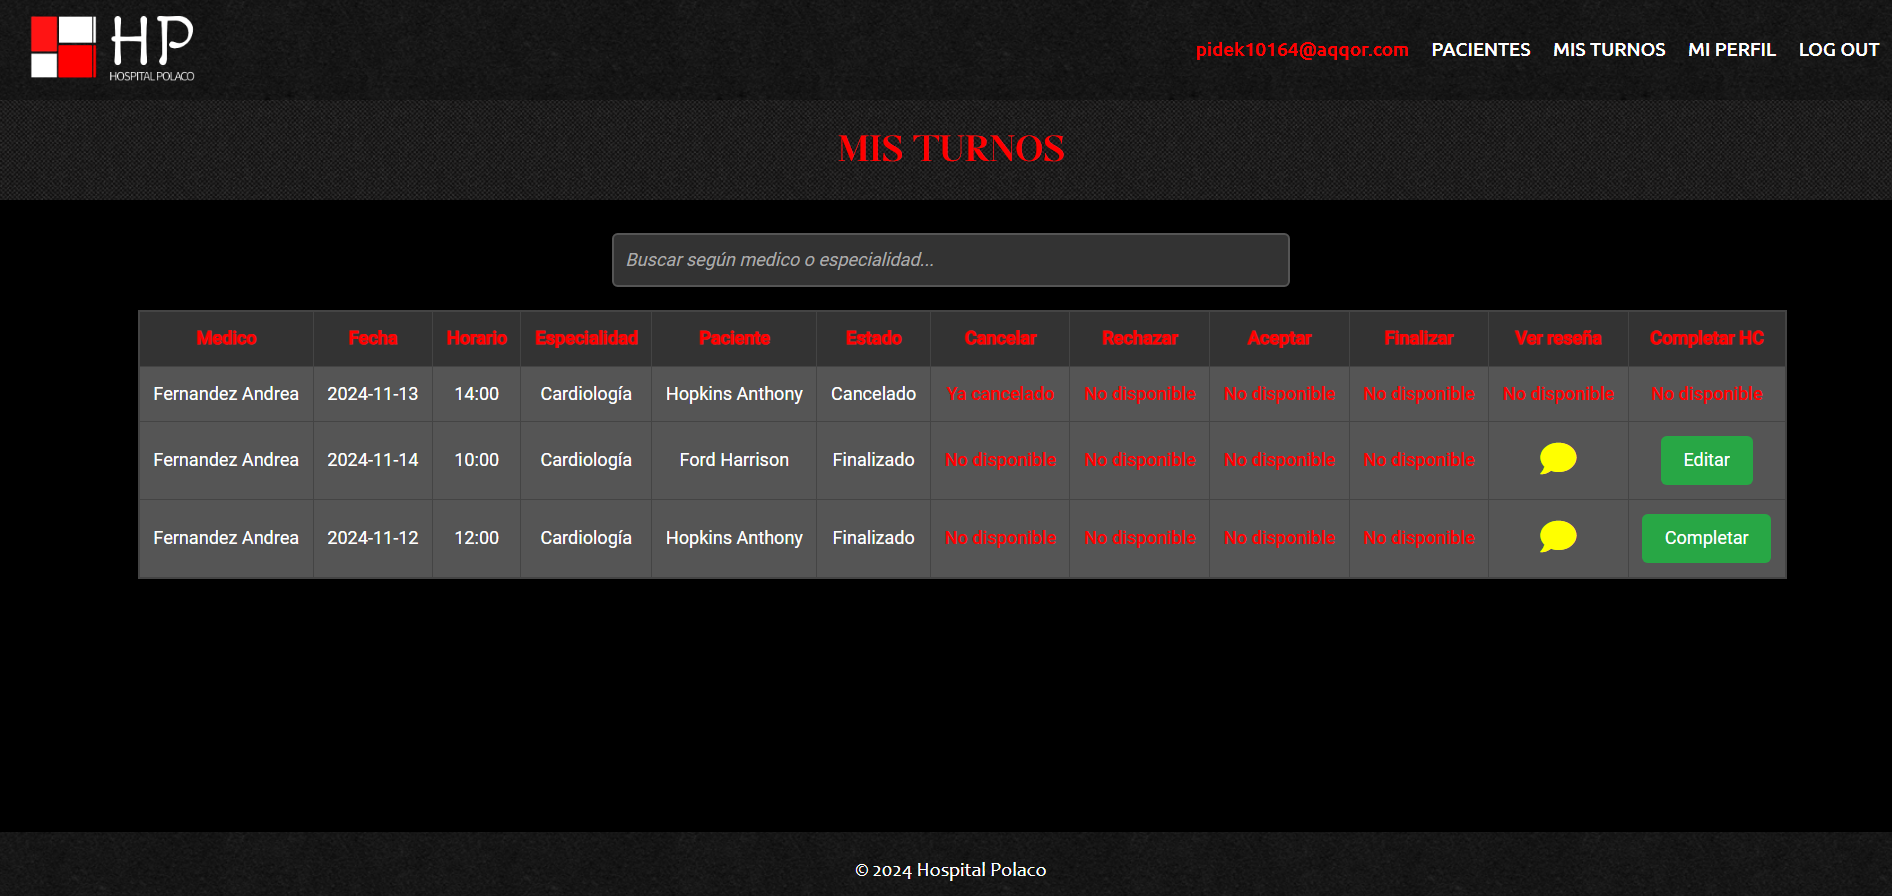 HP
HOSPITAL POLACO
pidek10164@aqqor.com PACIENTES MIS TURNOS MI PERFIL LOG OUT
MIS TURNOS
Buscar según medico o especialidad...
Medico Fecha Horario Especialidad Paciente Estado Cancelar Rechazar Aceptar Finalizar Ver reseña Completar HC
Fernandez Andrea 2024-11-13 14:00 Cardiología Hopkins Anthony Cancelado Ya cancelado No disponible No disponible No disponible No disponible No disponible
Fernandez Andrea 2024-11-14 10:00 Cardiología Ford Harrison Finalizado No disponible No disponible No disponible No disponible Editar
Fernandez Andrea 2024-11-12 12:00 Cardiología Hopkins Anthony Finalizado No disponible No disponible No disponible No disponible Completar
© 2024 Hospital Polaco